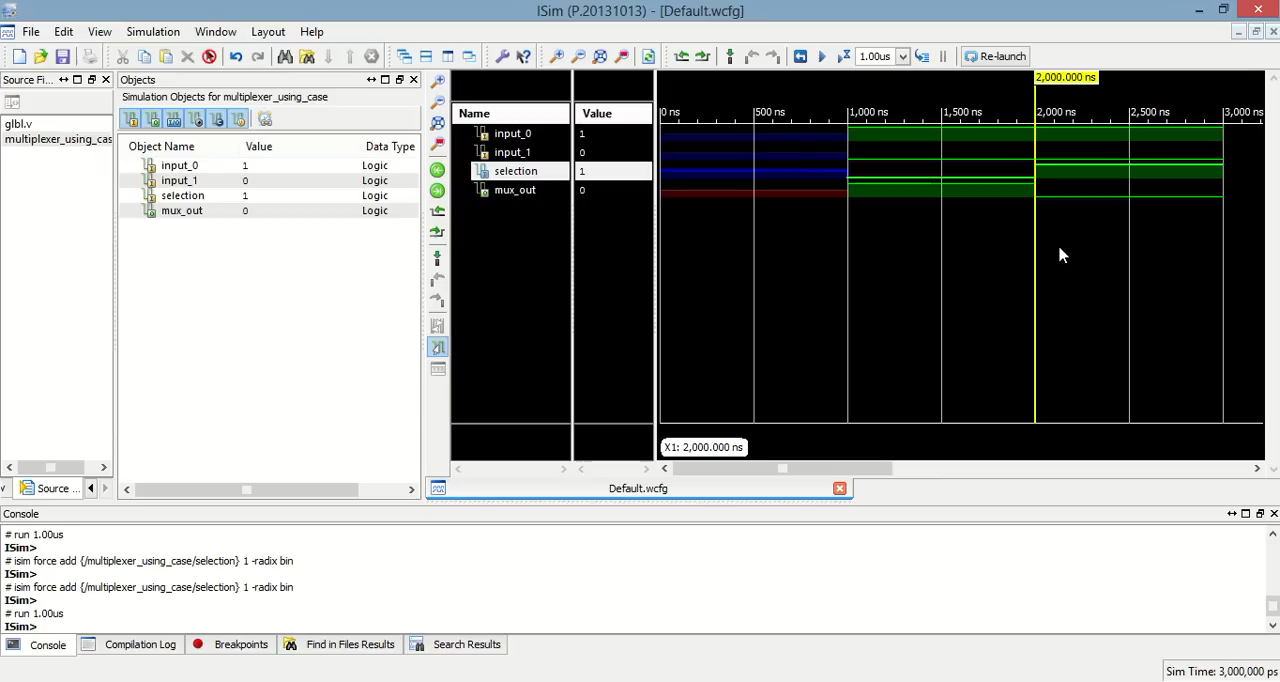 ISim (P.20131013) - [Default.wcfg]
File Edit View Simulation Window Layout Help
1.00us Re-launch
Source Fi... Objects
Simulation Objects for multiplexer_using_case
glbl.v
multiplexer_using_cas
Object Name Value Data Type
input_0 1 Logic
input_1 0 Logic
selection 1 Logic
mux_out 0 Logic
Name Value
input_0 1
input_1 0
selection 1
mux_out 0
2,000.000 ns
0 ns 500 ns 1,000 ns 1,500 ns 2,000 ns 2,500 ns 3,000 ns
X1: 2,000.000 ns
Source ... Default.wcfg
Console
# run 1.00us
ISim>
# isim force add {/multiplexer_using_case/selection} 1 -radix bin
ISim>
# isim force add {/multiplexer_using_case/selection} 1 -radix bin
ISim>
# run 1.00us
ISim>
Console Compilation Log Breakpoints Find in Files Results Search Results
Sim Time: 3,000,000 ps